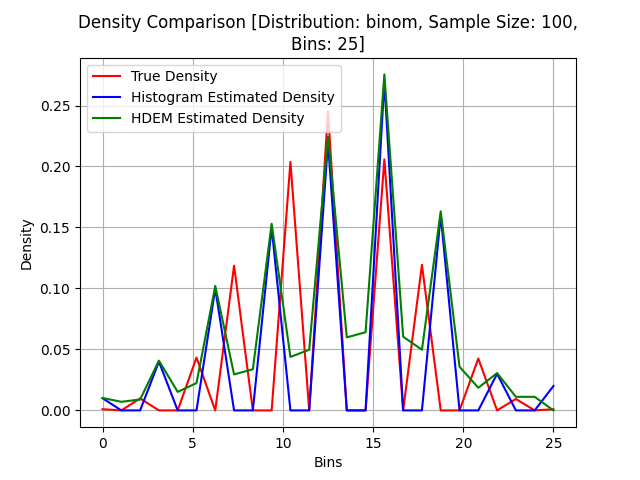 Density Comparison [Distribution: binom, Sample Size: 100,
Bins: 25]
True Density
Histogram Estimated Density
HDEM Estimated Density
Density
0.25
0.20
0.15
0.10
0.05
0.00
0 5 10 15 20 25
Bins